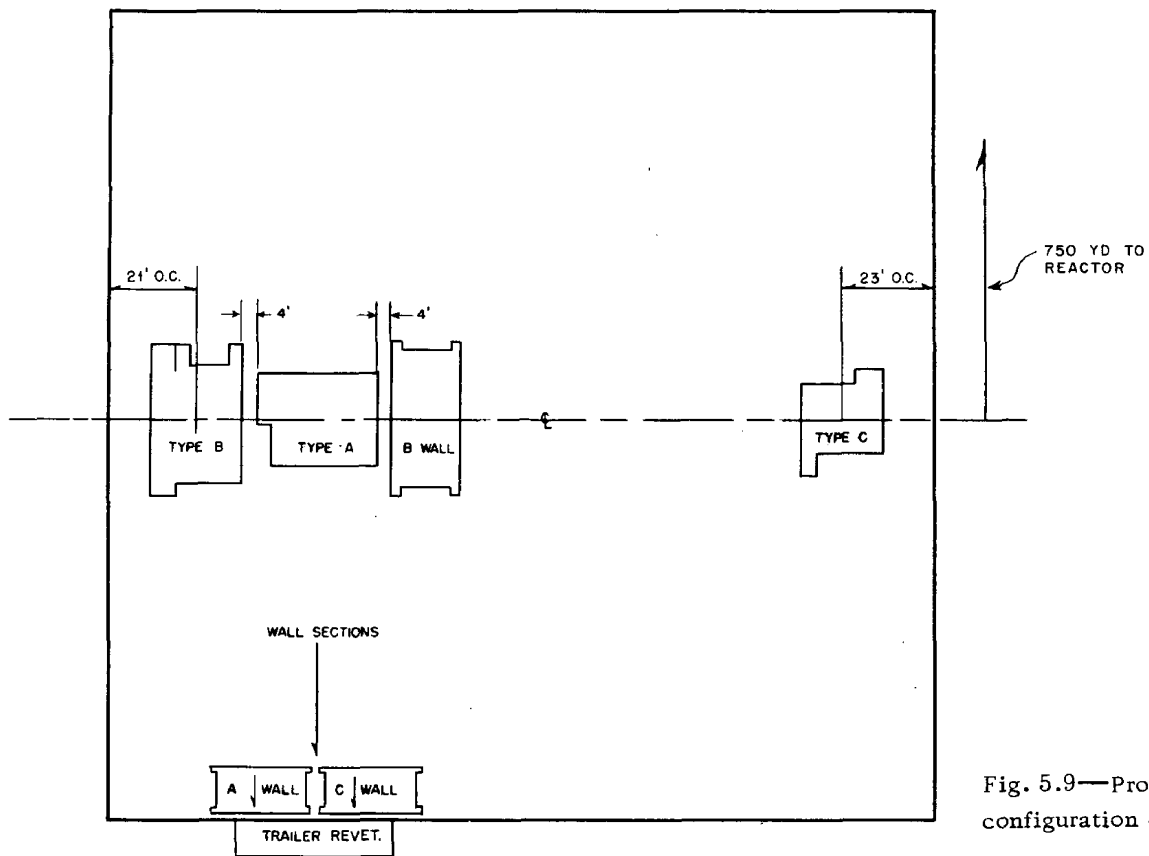 750 YD TO
REACTOR
21' O.C.
23' O.C.
4'
4'
TYPE B
TYPE A
B WALL
℄
TYPE C
WALL SECTIONS
A WALL
C WALL
TRAILER REVET.
Fig. 5.9—Pro
configuration